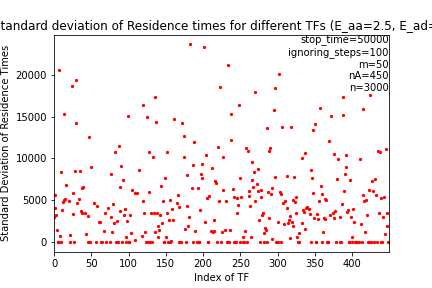 tandard deviation of Residence times for different TFs (E_aa=2.5, E_ad=
stop_time=50000
ignoring_steps=100
m=50
nA=450
n=3000
Standard Deviation of Residence Times
20000
15000
10000
5000
0
0 50 100 150 200 250 300 350 400
Index of TF